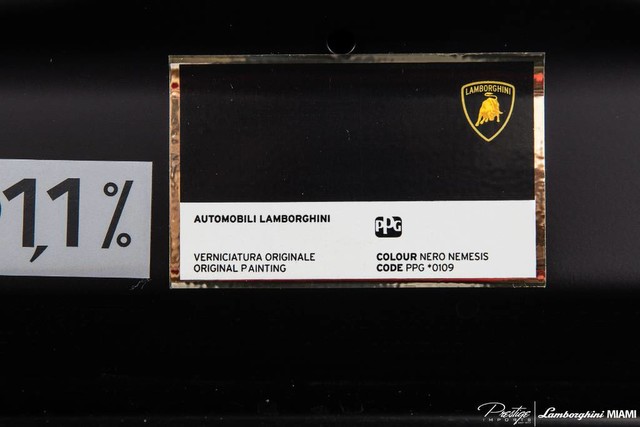 LAMBORGHINI
1,1%
AUTOMOBILI LAMBORGHINI
PPG
VERNICIATURA ORIGINALE
ORIGINAL PAINTING
COLOUR NERO NEMESIS
CODE PPG *0109
Prestige
IMPORTS
Lamborghini MIAMI